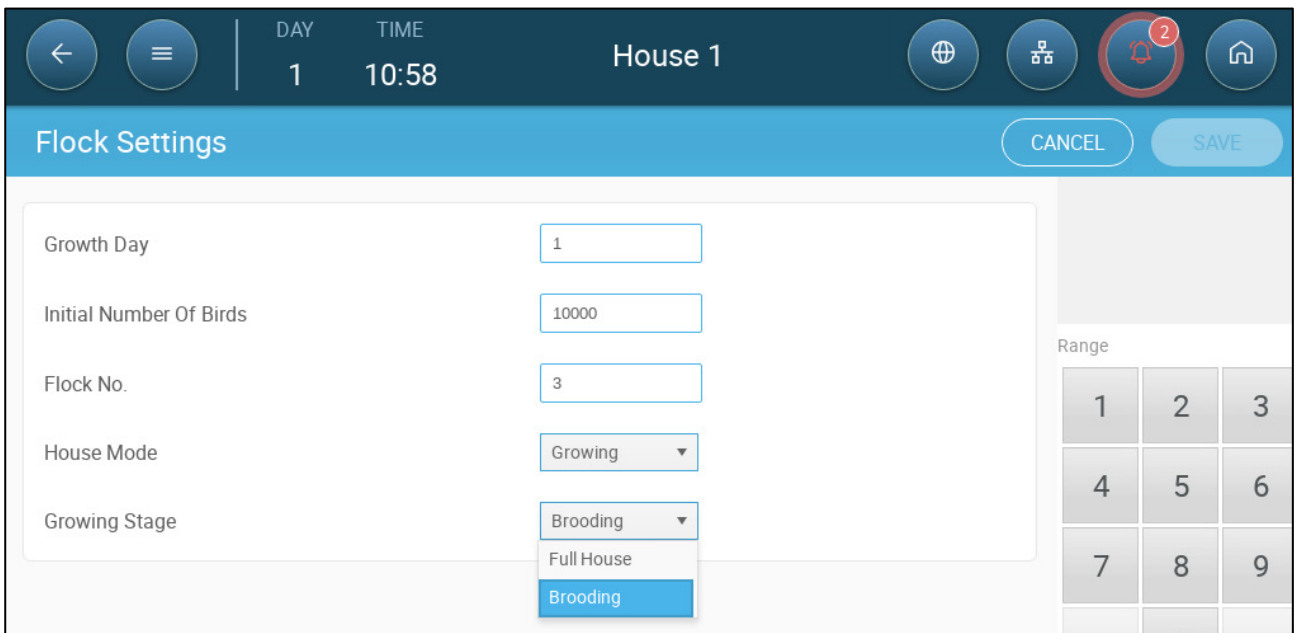 DAY TIME
1 10:58 House 1 2
Flock Settings CANCEL SAVE
Growth Day 1
Initial Number Of Birds 10000
Range
Flock No. 3
1 2 3
House Mode Growing
4 5 6
Growing Stage Brooding
Full House
7 8 9
Brooding